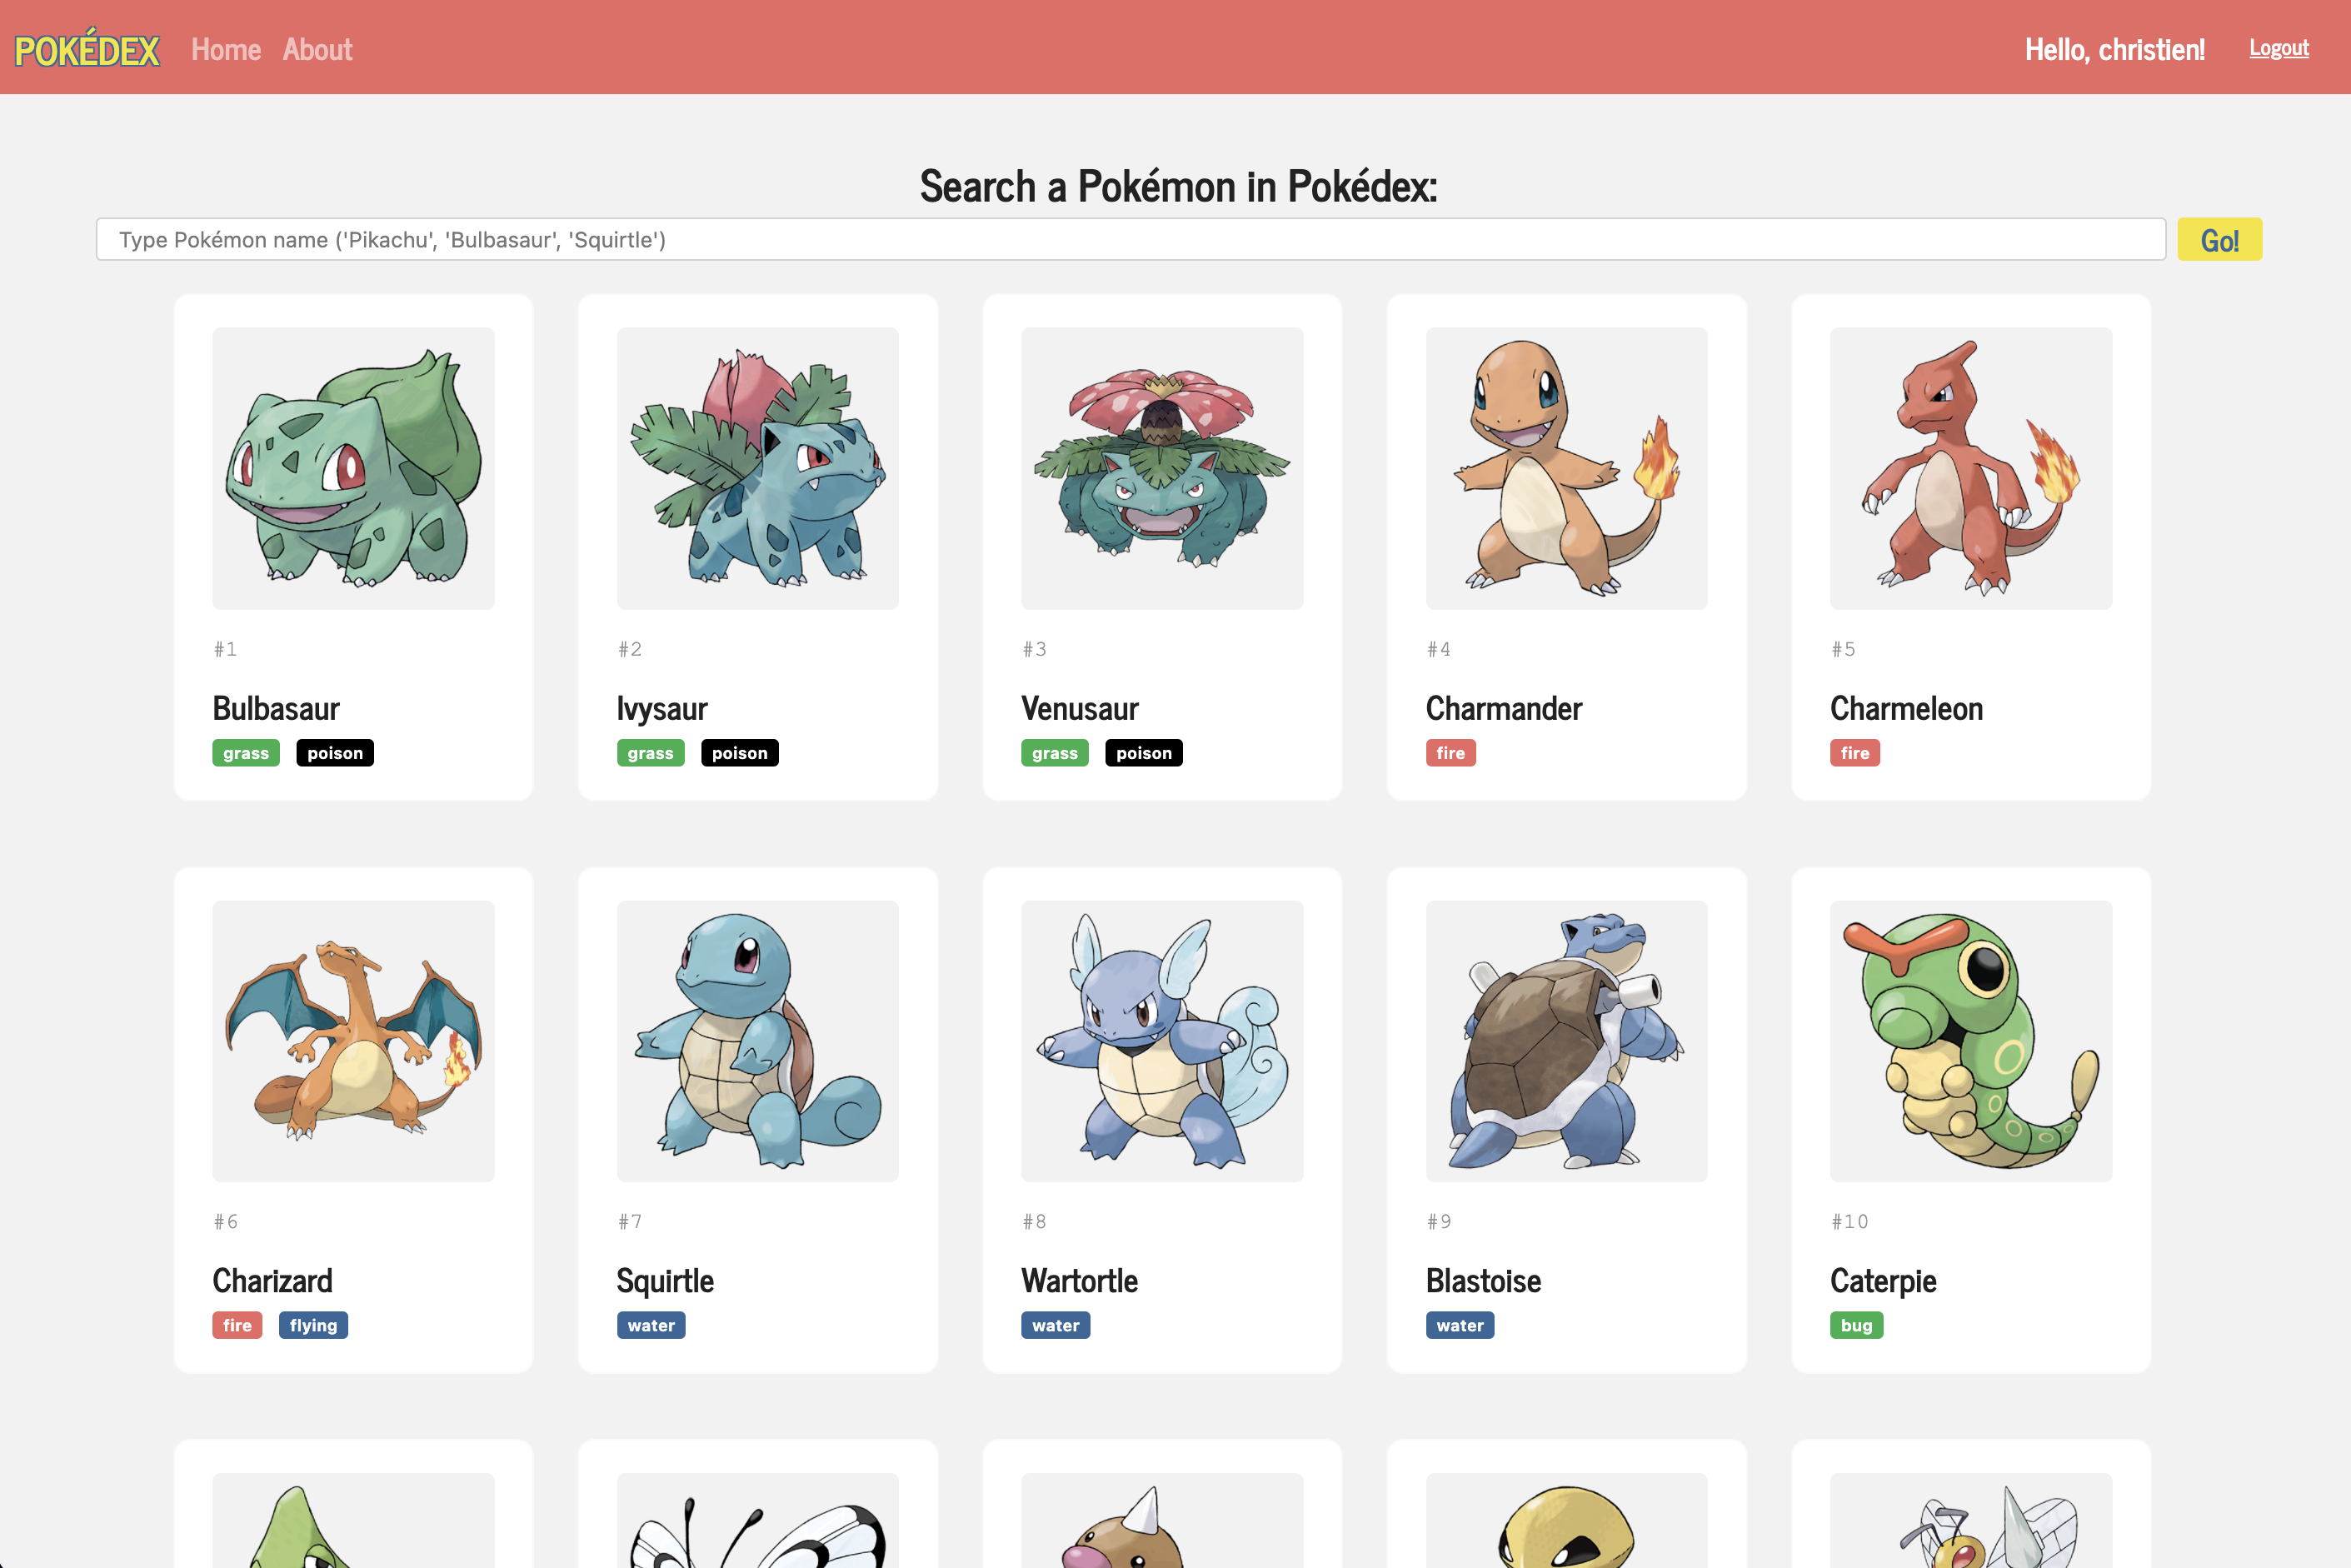 POKÉDEX Home About Hello, christien! Logout
Search a Pokémon in Pokédex:
Type Pokémon name ('Pikachu', 'Bulbasaur', 'Squirtle') Go!
#1 #2 #3 #4 #5
Bulbasaur Ivysaur Venusaur Charmander Charmeleon
grass poison grass poison grass poison fire fire
#6 #7 #8 #9 #10
Charizard Squirtle Wartortle Blastoise Caterpie
fire flying water water water bug